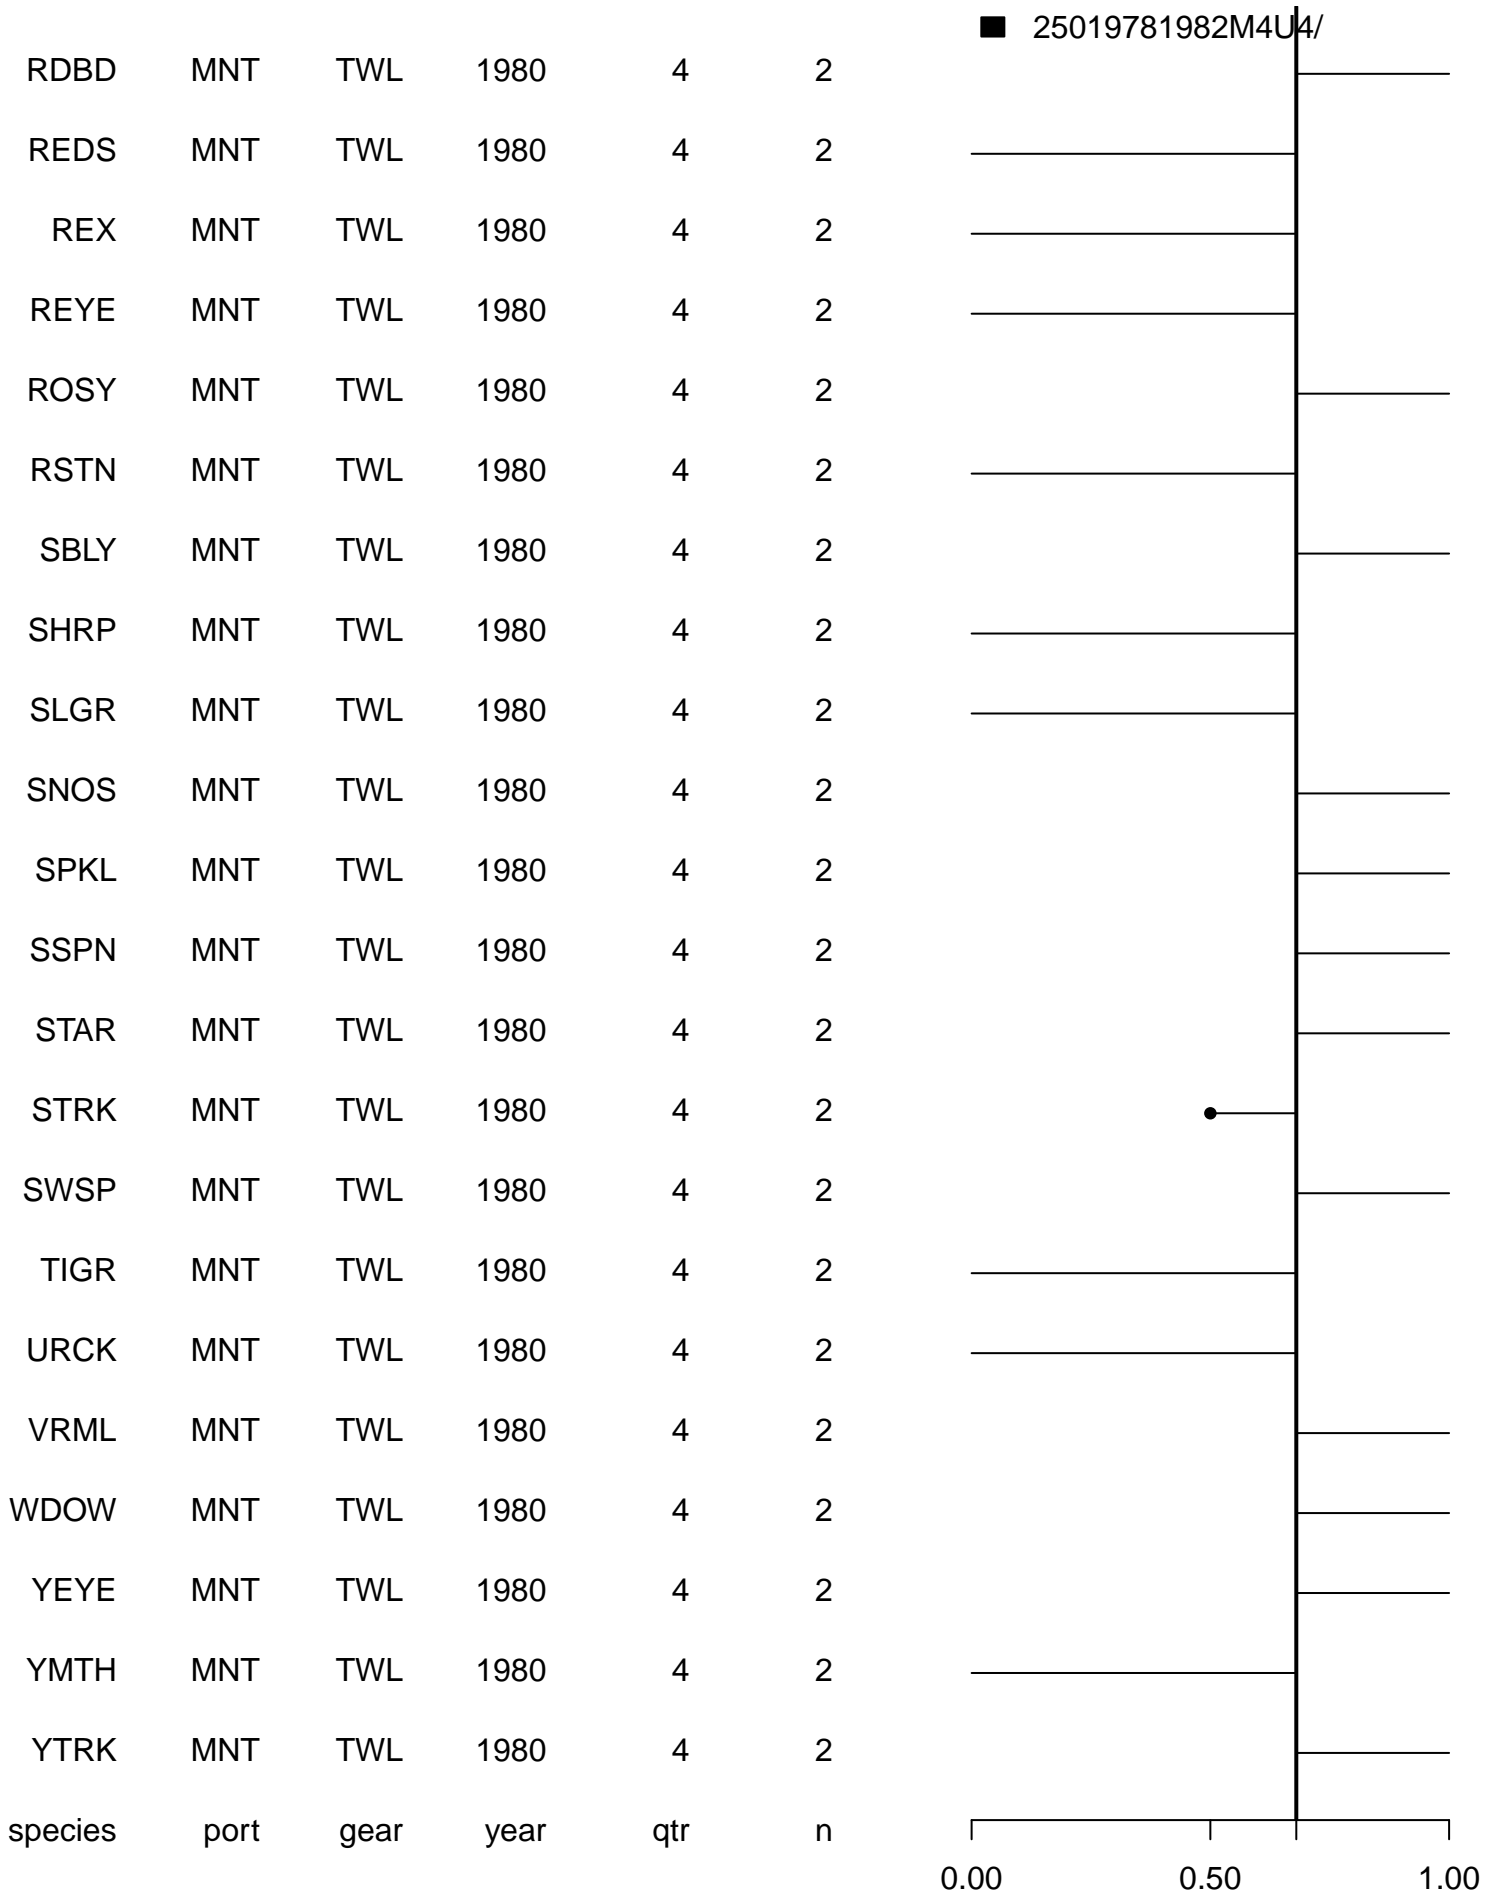 25019781982M4U4/
RDBD MNT TWL 1980 4 2
REDS MNT TWL 1980 4 2
REX MNT TWL 1980 4 2
REYE MNT TWL 1980 4 2
ROSY MNT TWL 1980 4 2
RSTN MNT TWL 1980 4 2
SBLY MNT TWL 1980 4 2
SHRP MNT TWL 1980 4 2
SLGR MNT TWL 1980 4 2
SNOS MNT TWL 1980 4 2
SPKL MNT TWL 1980 4 2
SSPN MNT TWL 1980 4 2
STAR MNT TWL 1980 4 2
STRK MNT TWL 1980 4 2
SWSP MNT TWL 1980 4 2
TIGR MNT TWL 1980 4 2
URCK MNT TWL 1980 4 2
VRML MNT TWL 1980 4 2
WDOW MNT TWL 1980 4 2
YEYE MNT TWL 1980 4 2
YMTH MNT TWL 1980 4 2
YTRK MNT TWL 1980 4 2
species port gear year qtr n
0.00 0.50 1.00